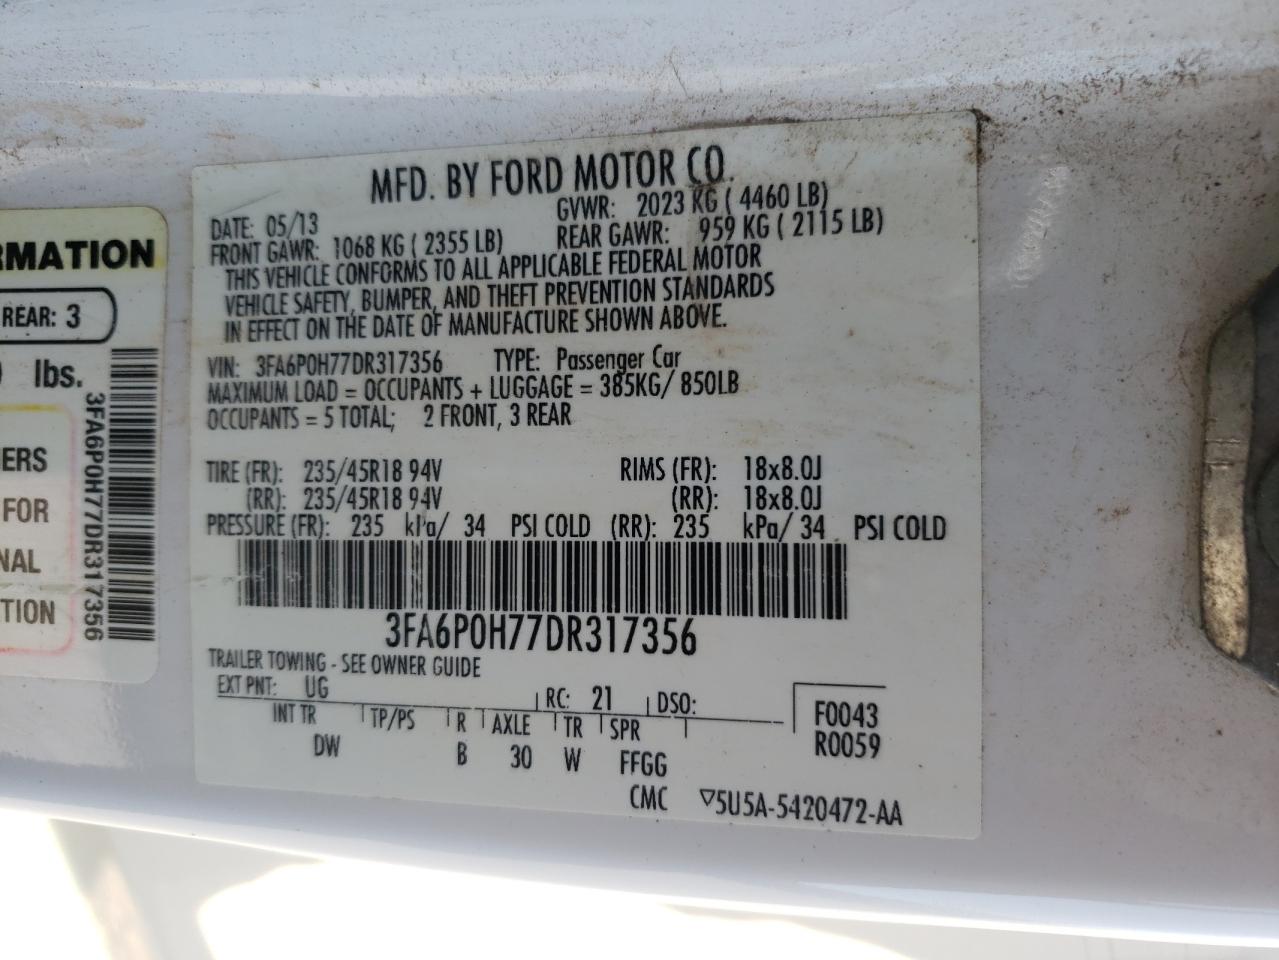 RMATION
REAR: 3
lbs.
ERS
FOR
NAL
TION
3FA6P0H77DR317356
MFD. BY FORD MOTOR CO.
DATE: 05/13 GVWR: 2023 KG ( 4460 LB)
FRONT GAWR: 1068 KG ( 2355 LB) REAR GAWR: 959 KG ( 2115 LB)
THIS VEHICLE CONFORMS TO ALL APPLICABLE FEDERAL MOTOR
VEHICLE SAFETY, BUMPER, AND THEFT PREVENTION STANDARDS
IN EFFECT ON THE DATE OF MANUFACTURE SHOWN ABOVE.
VIN: 3FA6P0H77DR317356 TYPE: Passenger Car
MAXIMUM LOAD = OCCUPANTS + LUGGAGE = 385KG/ 850LB
OCCUPANTS = 5 TOTAL; 2 FRONT, 3 REAR
TIRE (FR): 235/45R18 94V RIMS (FR): 18x8.0J
(RR): 235/45R18 94V (RR): 18x8.0J
PRESSURE (FR): 235 kPa/ 34 PSI COLD (RR): 235 kPa/ 34 PSI COLD
3FA6P0H77DR317356
TRAILER TOWING - SEE OWNER GUIDE
EXT PNT: UG RC: 21 DSO:
INT TR TP/PS R AXLE TR SPR F0043
DW B 30 W FFGG R0059
CMC ▽5U5A-5420472-AA